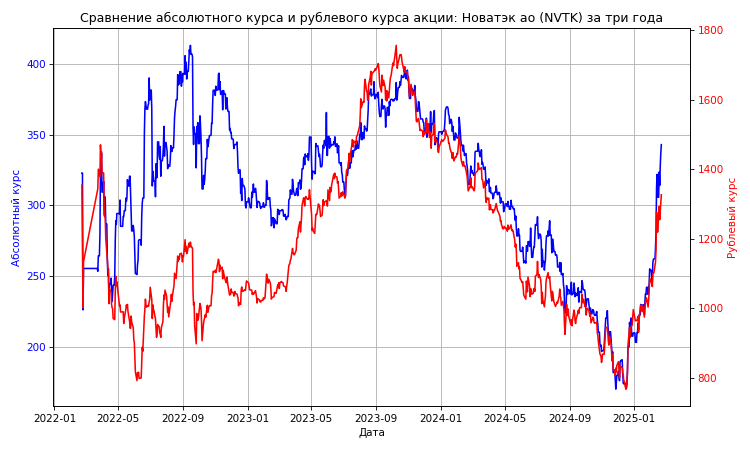 Сравнение абсолютного курса и рублевого курса акции: Новатэк ао (NVTK) за три года
1800
400
1600
350
1400
300
1200
250
1000
200
800
Абсолютный курс
Рублевый курс
2022-01 2022-05 2022-09 2023-01 2023-05 2023-09 2024-01 2024-05 2024-09 2025-01
Дата